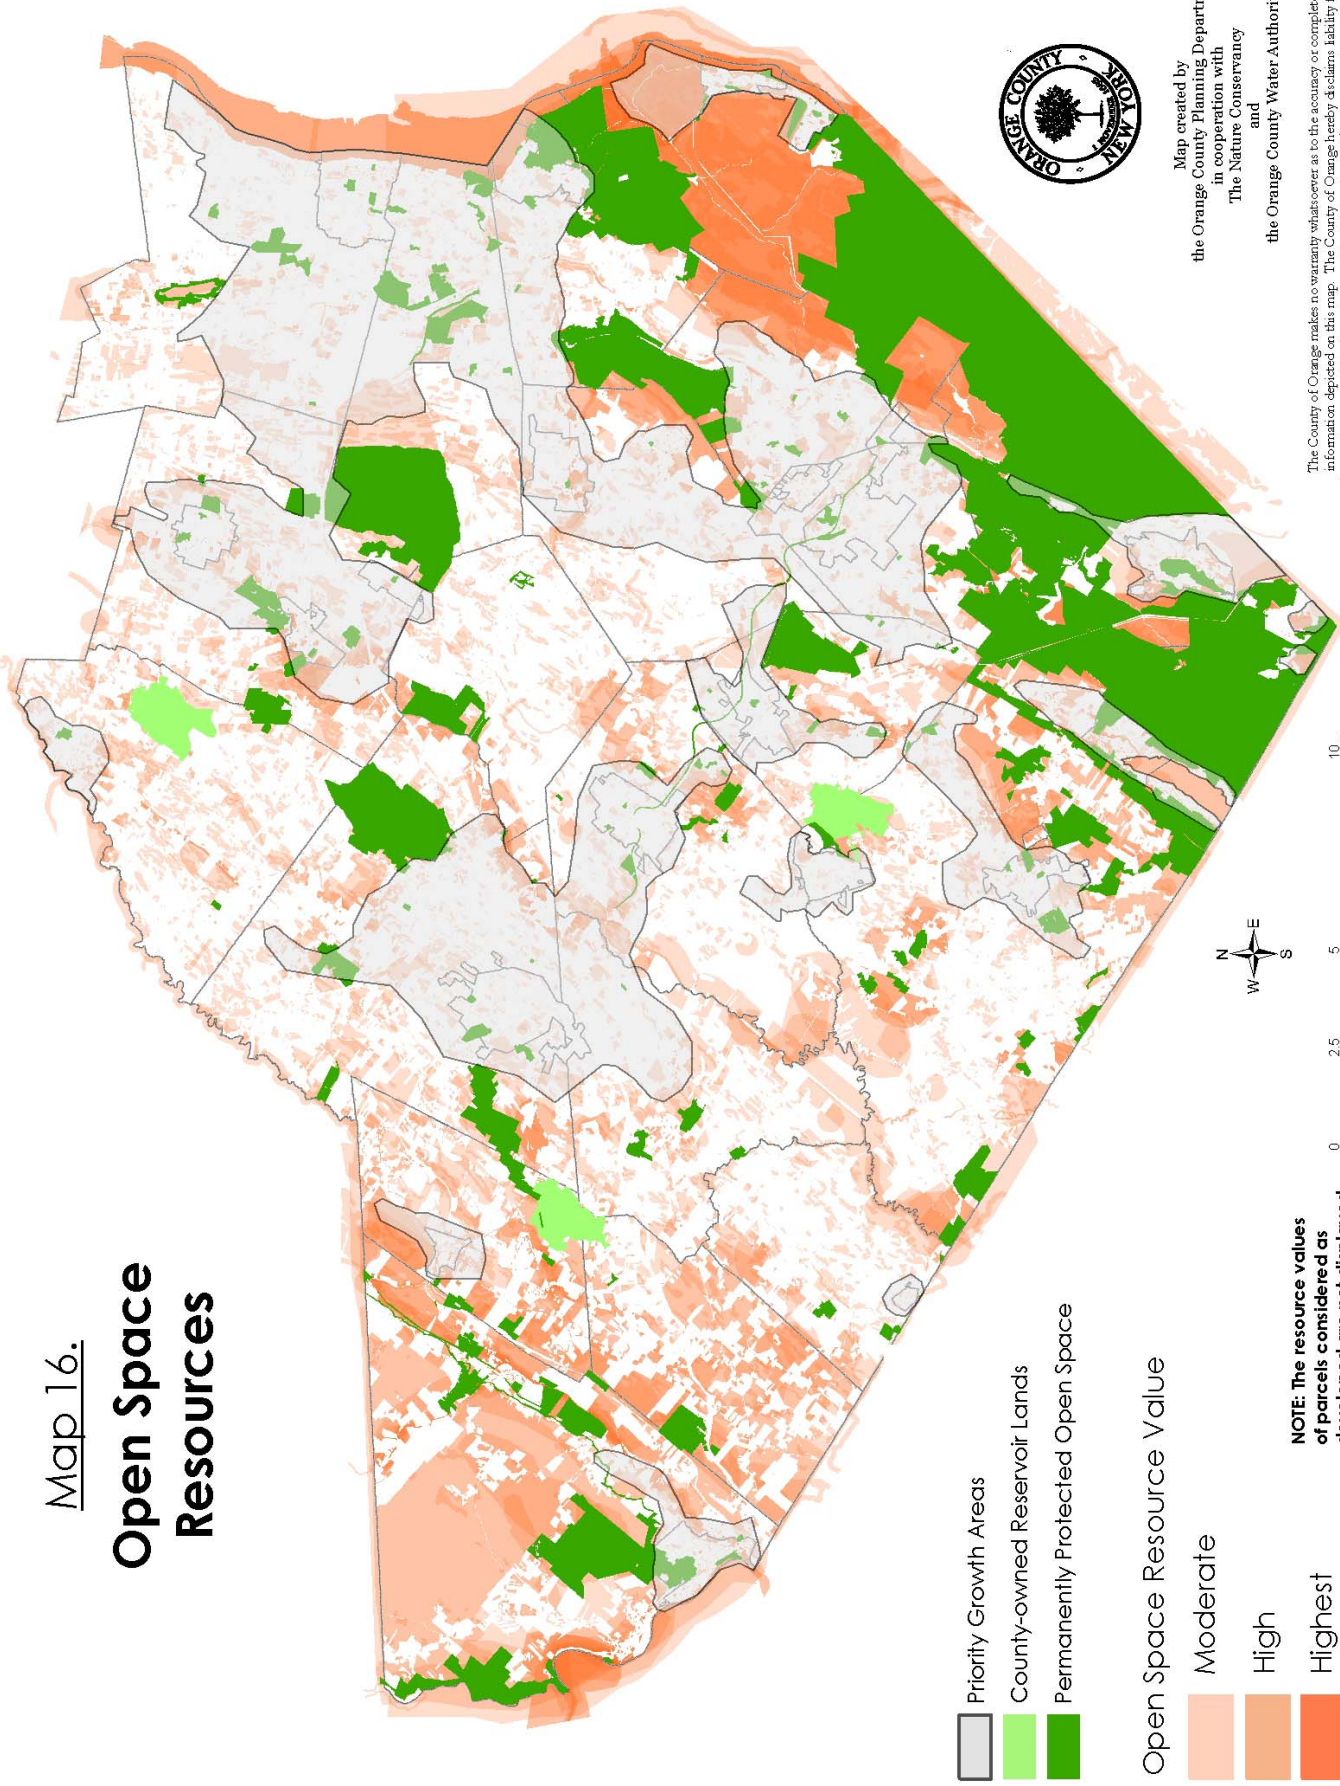 Map 16.
Open Space
Resources
Priority Growth Areas
County-owned Reservoir Lands
Permanently Protected Open Space
Open Space Resource Value
Moderate
High
Highest
NOTE: The resource values
of parcels considered as
N
W E
S
0 2.5 5 10
ORANGE COUNTY
NEW YORK
Map created by
the Orange County Planning Departm
in cooperation with
The Nature Conservancy
and
the Orange County Water Authori
The County of Orange makes no warranty whatsoever as to the accuracy or complet
information depicted on this map. The County of Orange hereby disclaims liability